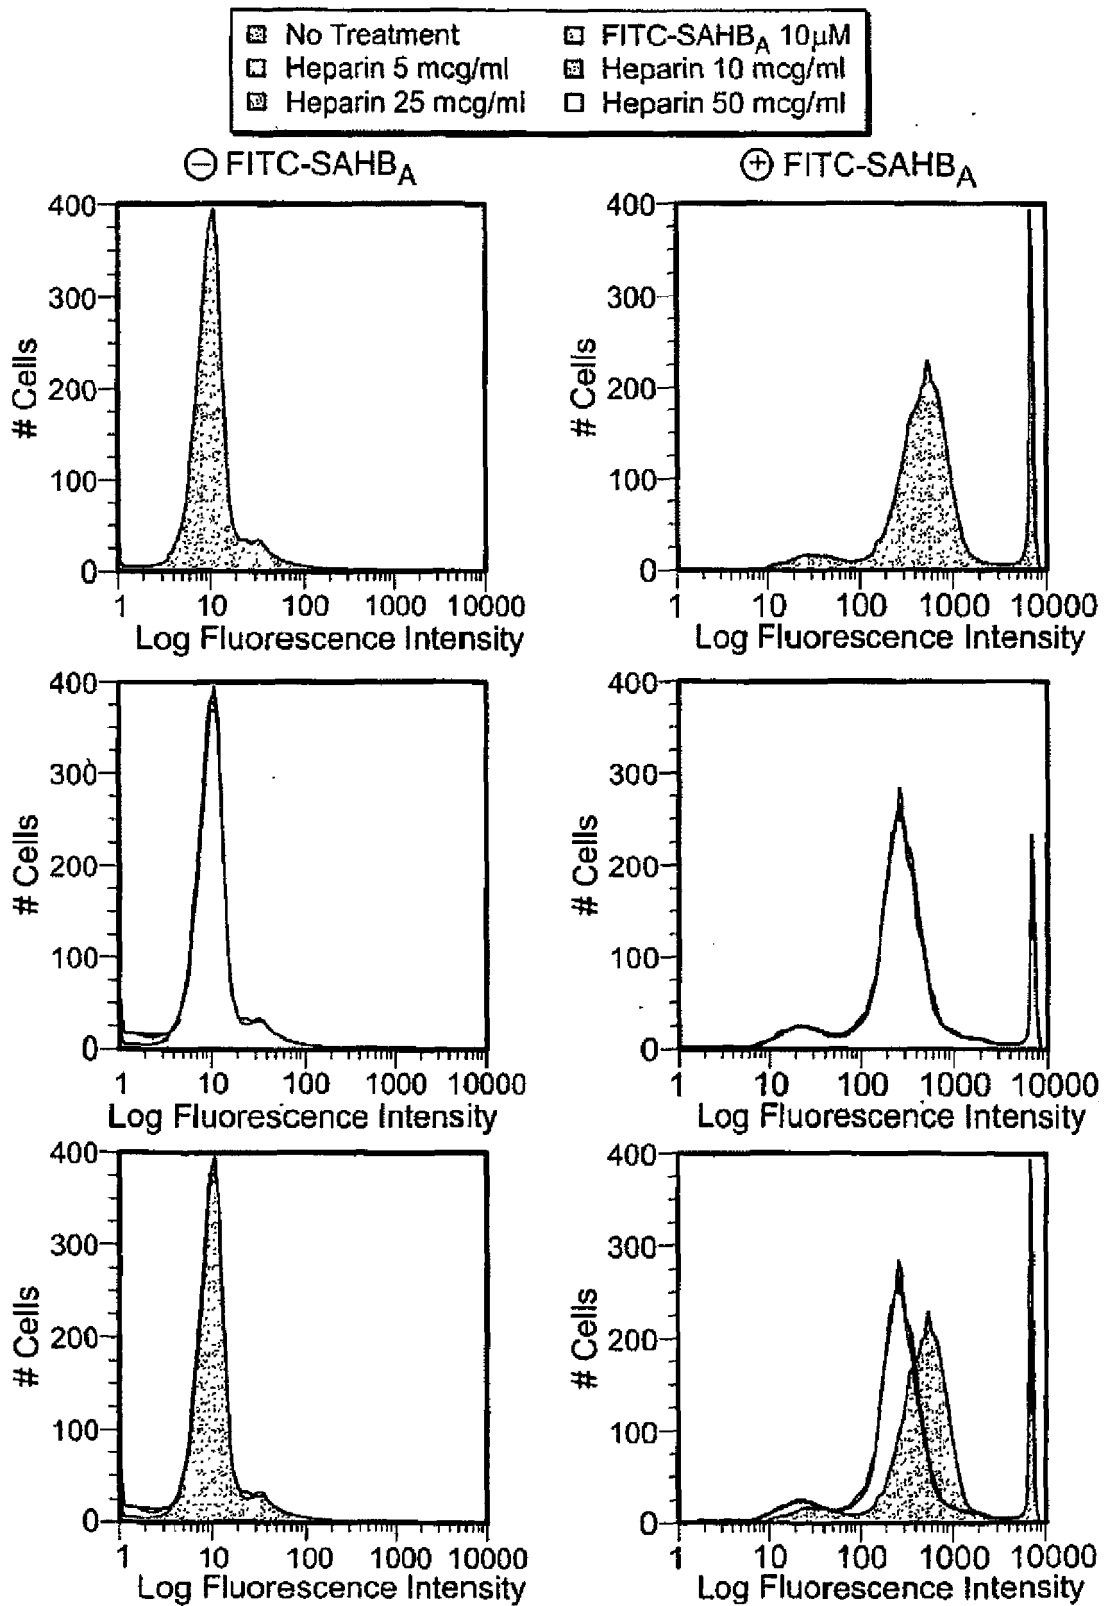 No Treatment
FITC-SAHBA 10µM
Heparin 5 mcg/ml
Heparin 10 mcg/ml
Heparin 25 mcg/ml
Heparin 50 mcg/ml
⊖ FITC-SAHBA
⊕ FITC-SAHBA
400
300
200
100
0
# Cells
1 10 100 1000 10000
Log Fluorescence Intensity
400
300
200
100
0
# Cells
1 10 100 1000 10000
Log Fluorescence Intensity
400
300
200
100
0
# Cells
1 10 100 1000 10000
Log Fluorescence Intensity
400
300
200
100
0
# Cells
1 10 100 1000 10000
Log Fluorescence Intensity
400
300
200
100
0
# Cells
1 10 100 1000 10000
Log Fluorescence Intensity
400
300
200
100
0
# Cells
1 10 100 1000 10000
Log Fluorescence Intensity